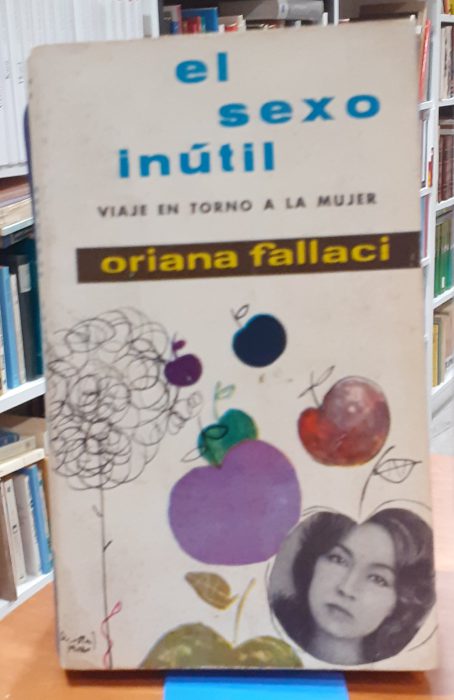 el
sexo
inútil
VIAJE EN TORNO A LA MUJER
oriana fallaci